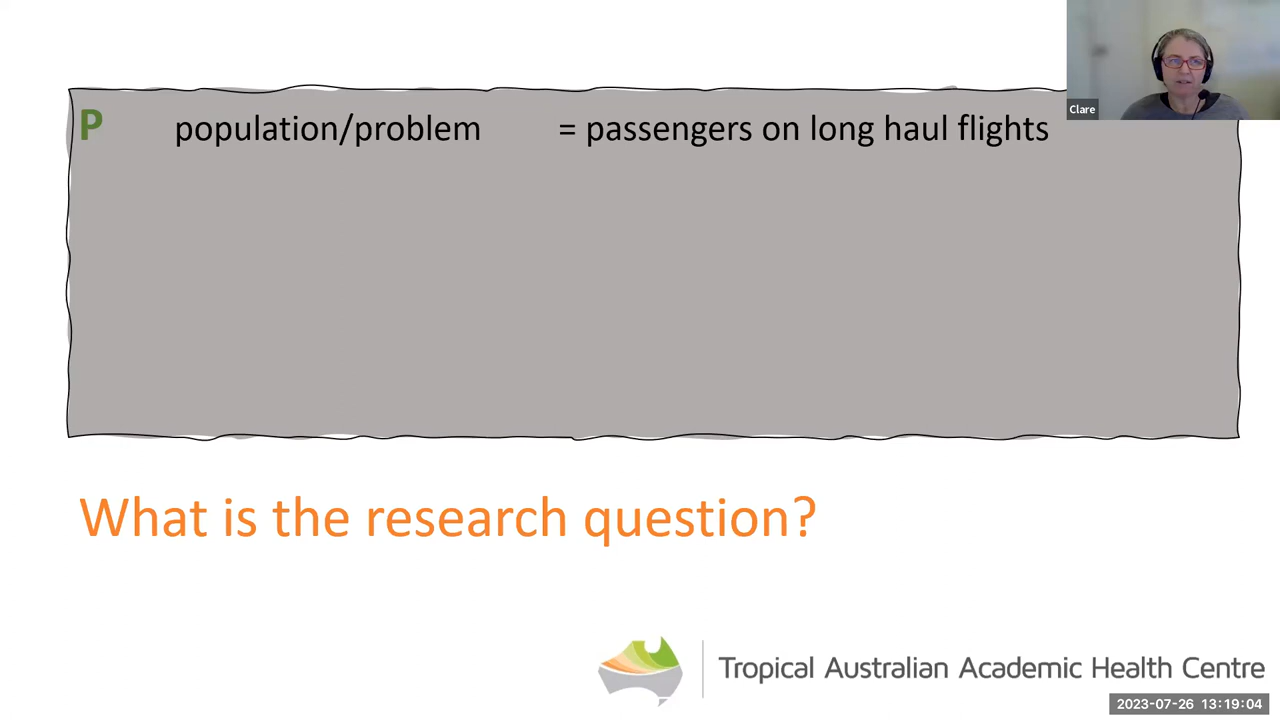 Clare
P population/problem = passengers on long haul flights
What is the research question?
Tropical Australian Academic Health Centre
2023-07-26 13:19:04